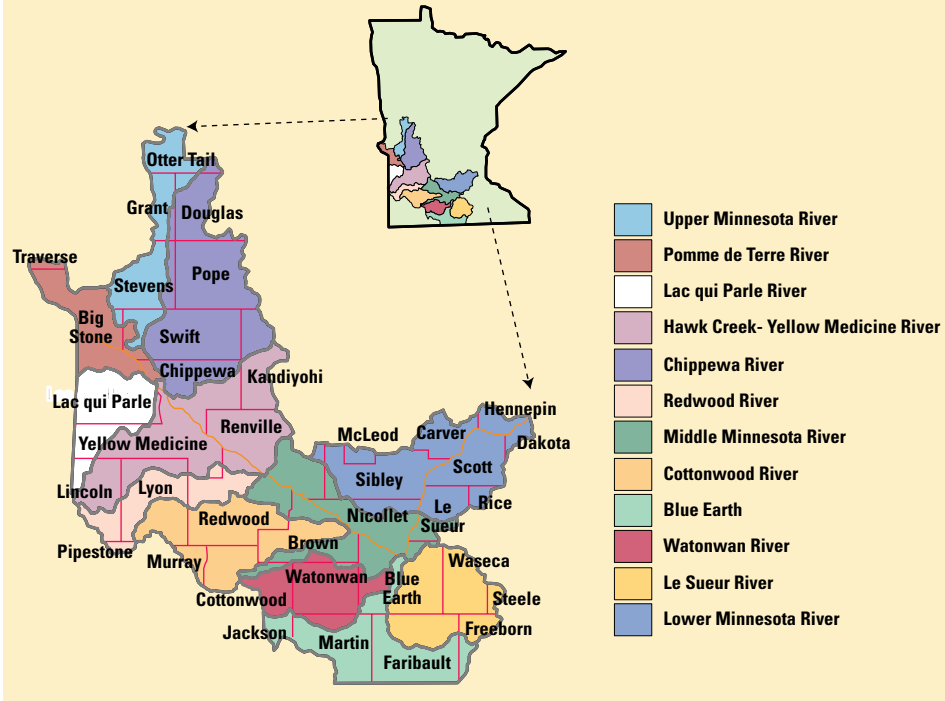 Otter Tail
Grant
Douglas
Traverse
Stevens
Pope
Big
Stone
Swift
Chippewa
Kandiyohi
Lac qui Parle
Renville
Yellow Medicine
Lincoln
Lyon
Pipestone
Redwood
Murray
Brown
Cottonwood
Watonwan
Jackson
Martin
Faribault
Blue
Earth
Waseca
Steele
Freeborn
Nicollet
Le
Sueur
Rice
Sibley
McLeod
Carver
Scott
Hennepin
Dakota
Upper Minnesota River
Pomme de Terre River
Lac qui Parle River
Hawk Creek- Yellow Medicine River
Chippewa River
Redwood River
Middle Minnesota River
Cottonwood River
Blue Earth
Watonwan River
Le Sueur River
Lower Minnesota River